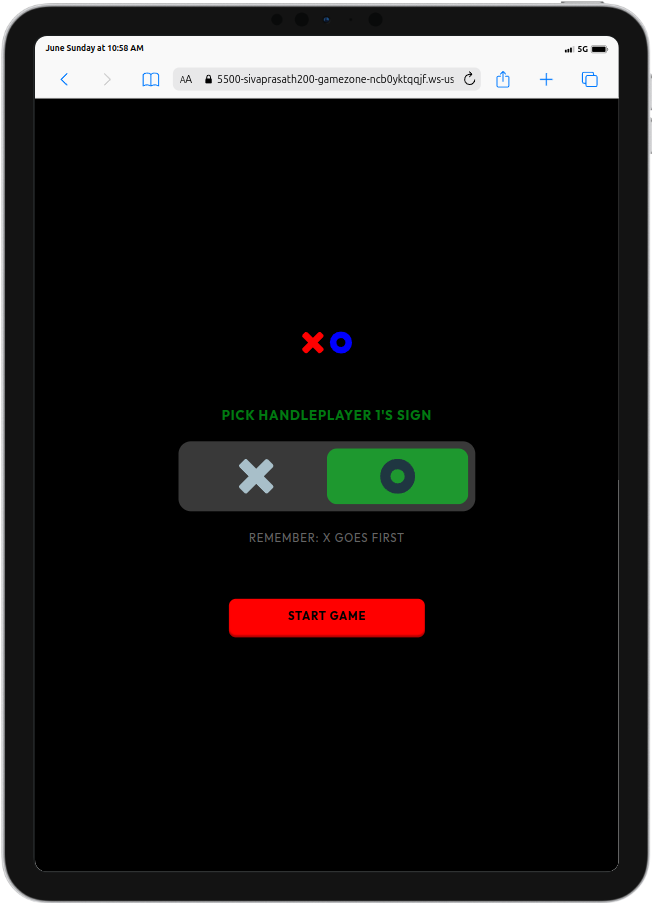 June Sunday at 10:58 AM
5G
AA
5500-sivaprasath200-gamezone-ncb0yktqqjf.ws-us
XO
PICK HANDLEPLAYER 1'S SIGN
X O
REMEMBER: X GOES FIRST
START GAME